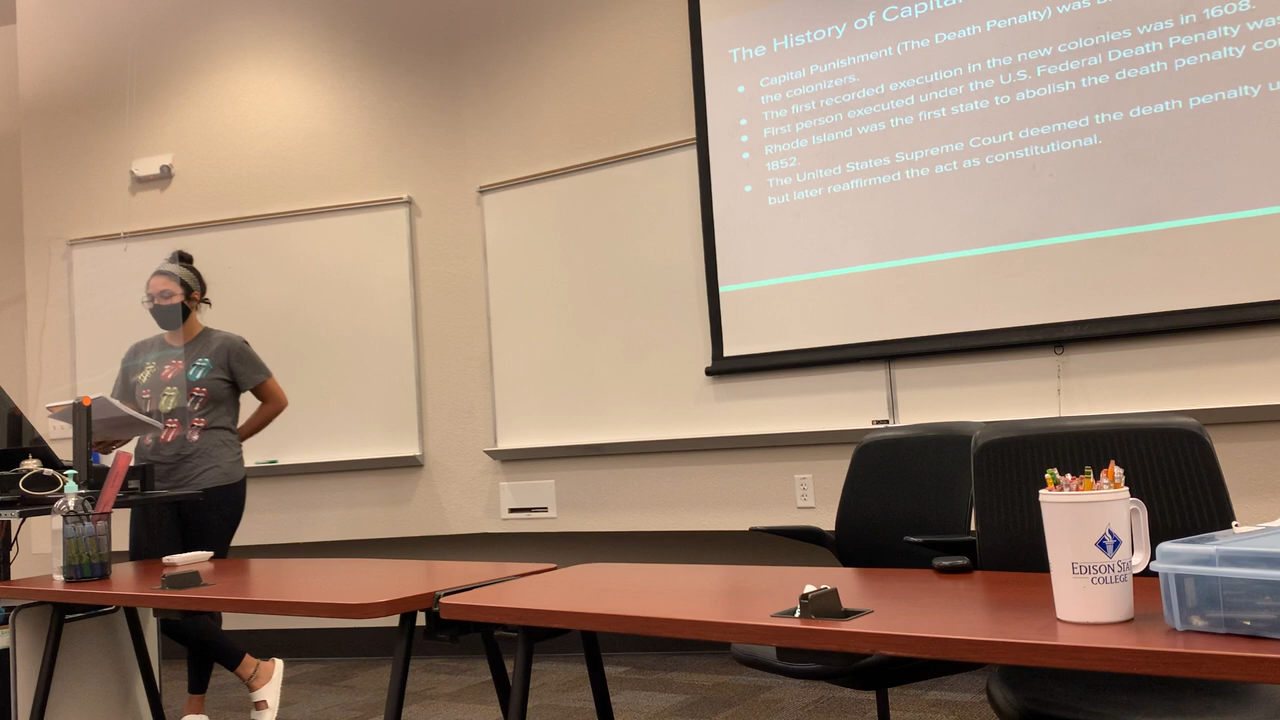 The History of Capital
Capital Punishment (The Death Penalty) was
the colonizers.
The first recorded execution in the new colonies was in 1608.
First person executed under the U.S. Federal Death Penalty was
Rhode Island was the first state to abolish the death penalty
1852.
The United States Supreme Court deemed the death penalty
but later reaffirmed the act as constitutional.
EDISON STATE
COLLEGE